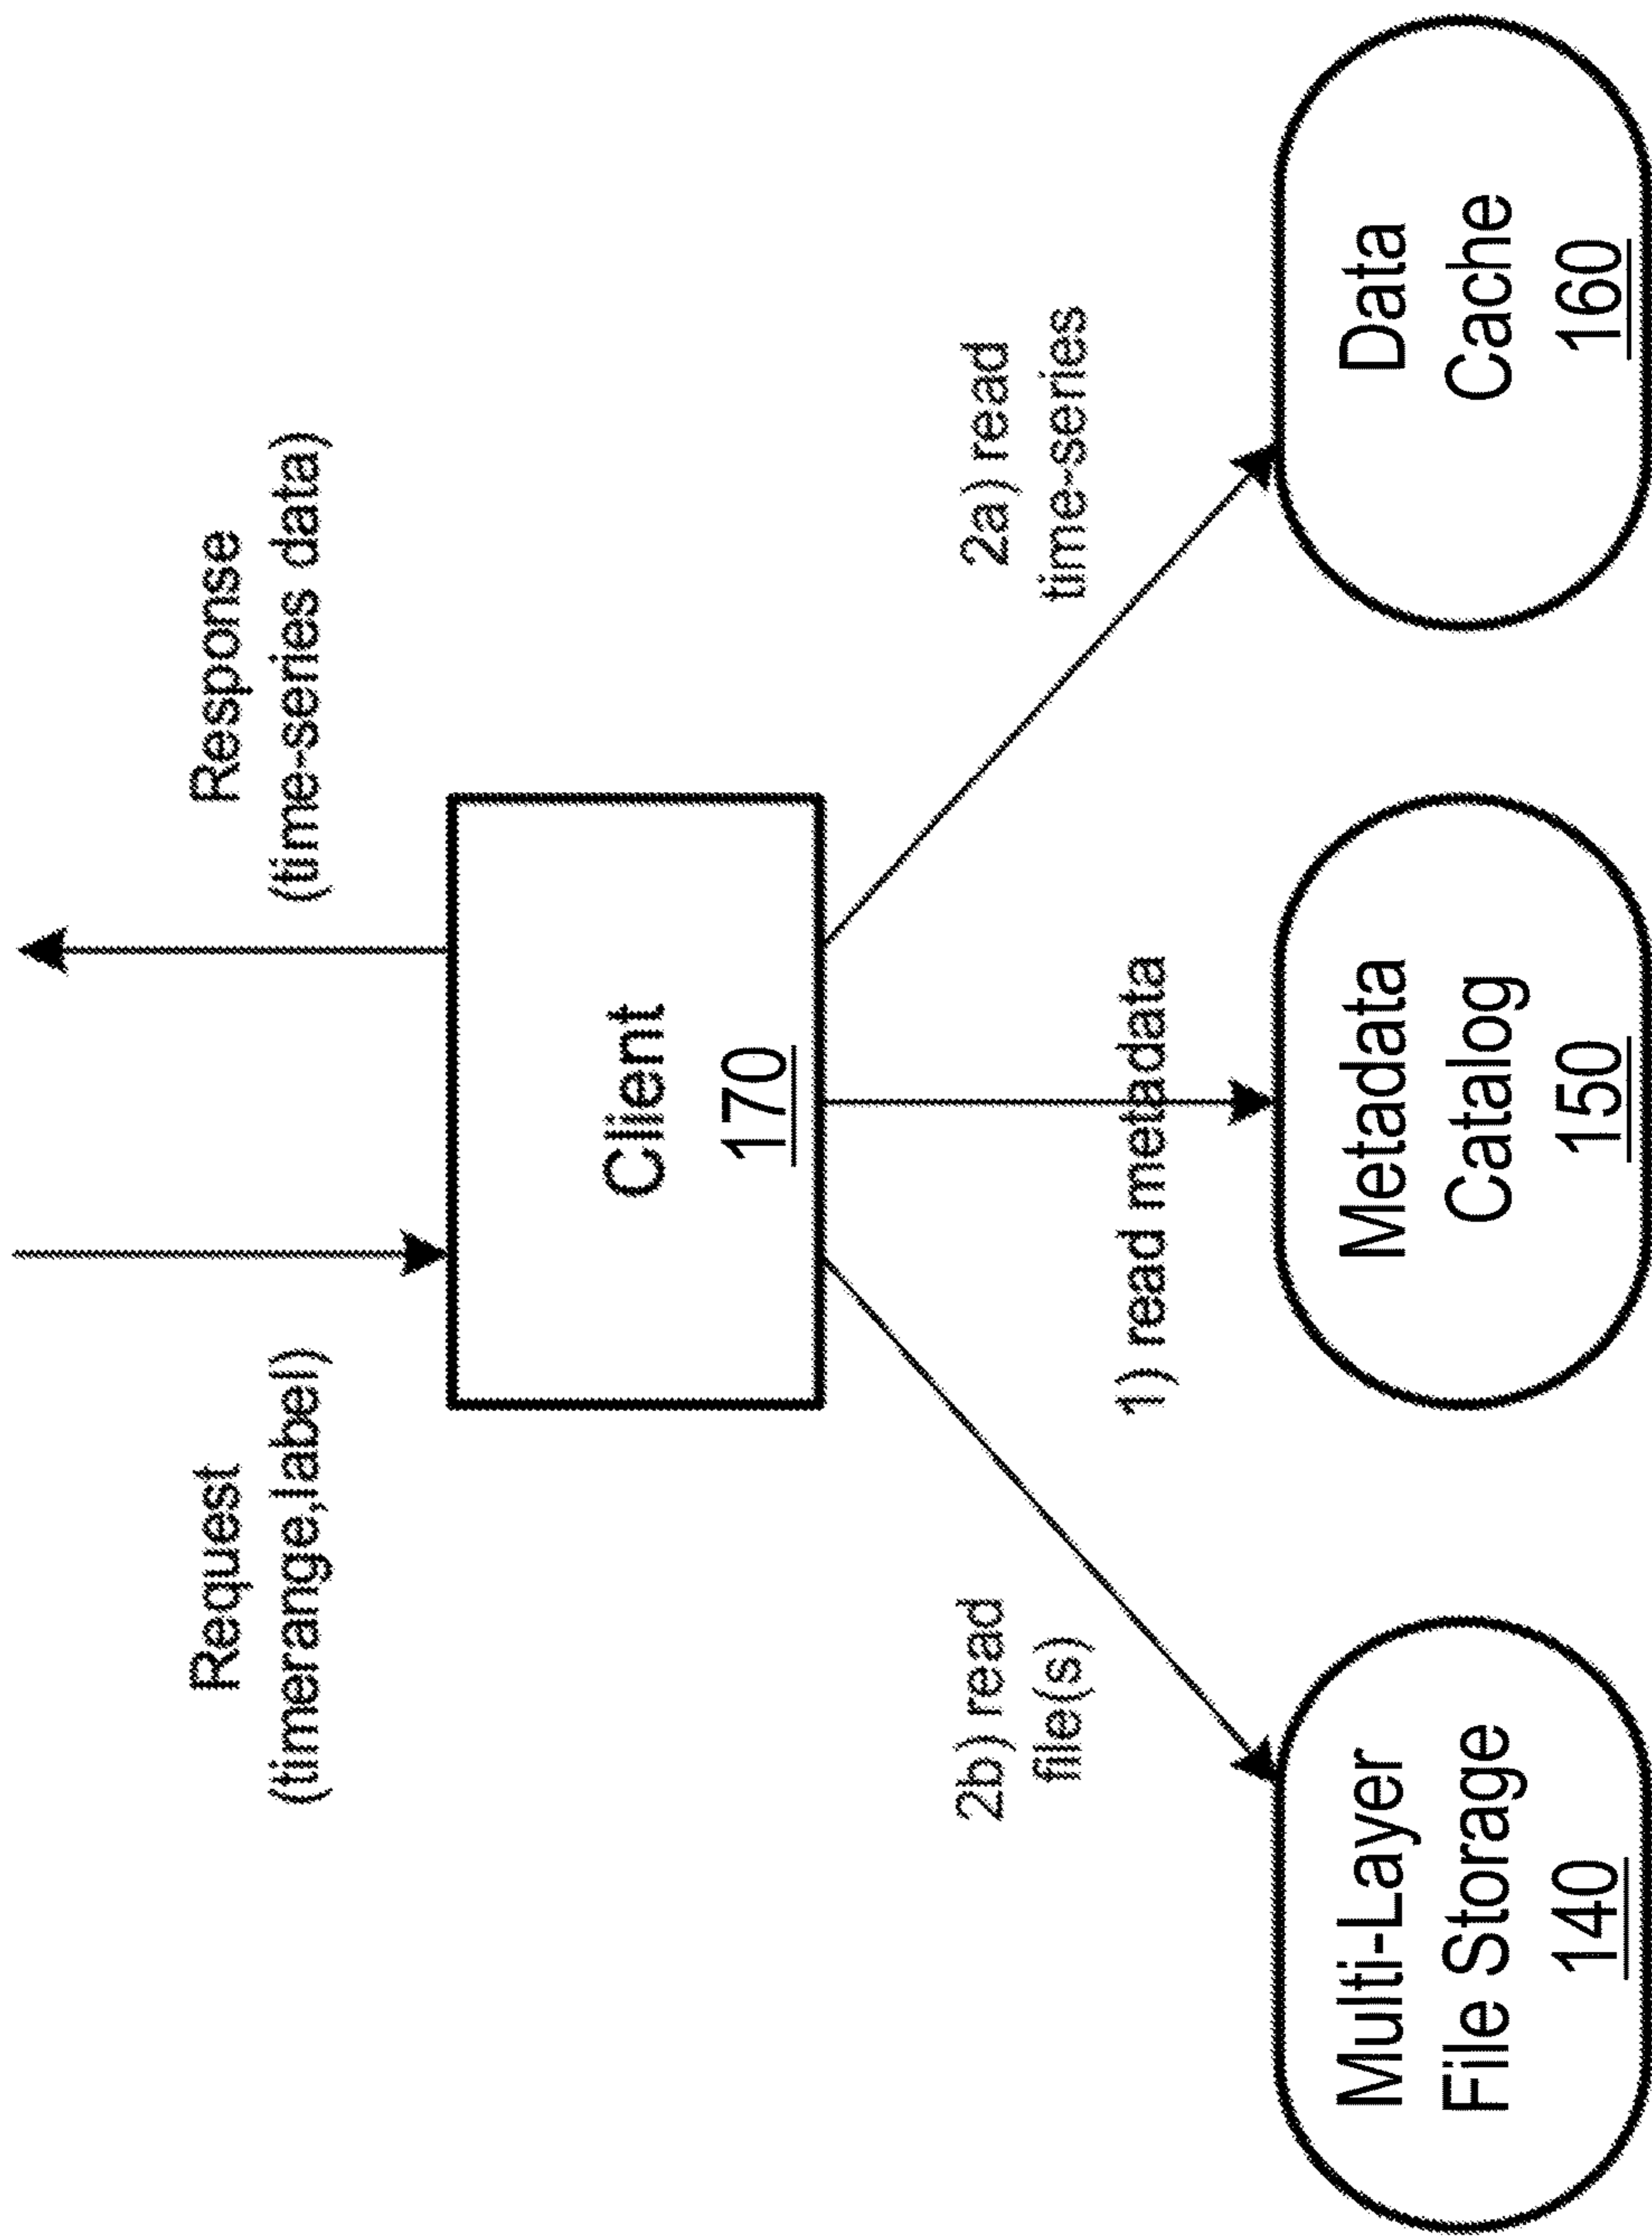 Request
(timerange,label)
Response
(time-series data)
Client
170
2b) read
file(s)
1) read metadata
2a) read
time-series
Multi-Layer
File Storage
140
Metadata
Catalog
150
Data
Cache
160